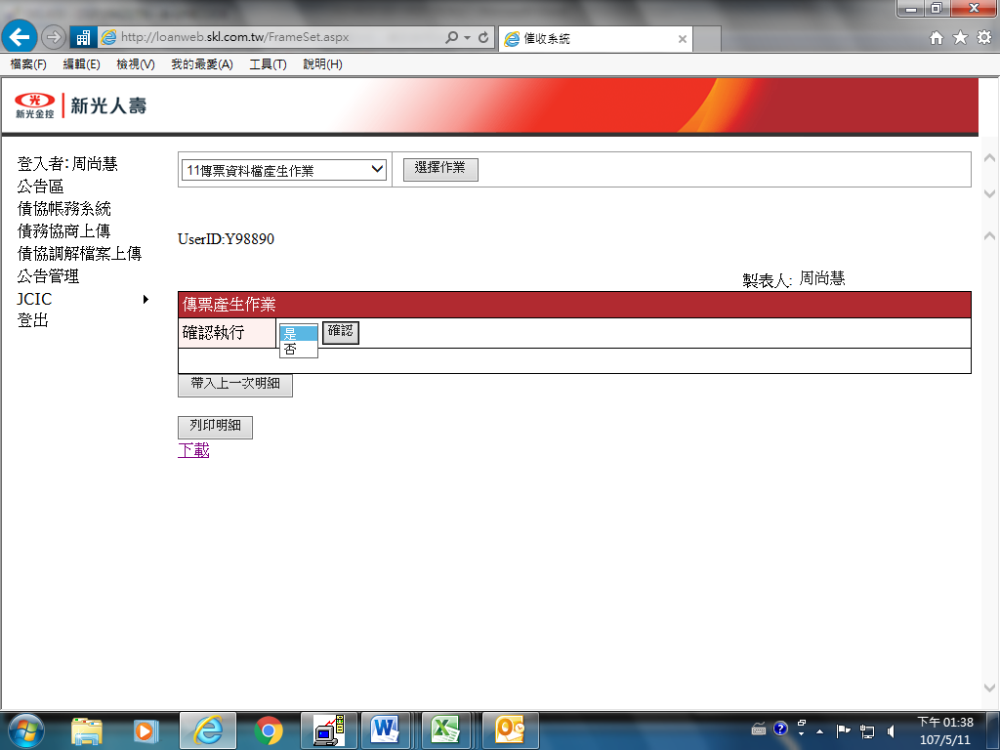 http://loanweb.skl.com.tw/FrameSet.aspx
催收系統
檔案(F) 編輯(E) 檢視(V) 我的最愛(A) 工具(T) 說明(H)
光 新光金控 新光人壽
登入者:周尚慧
公告區
債協帳務系統
債務協商上傳
債協調解檔案上傳
公告管理
JCIC
登出
11傳票資料檔產生作業 選擇作業
UserID:Y98890
製表人: 周尚慧
傳票產生作業
確認執行 是 確認
否
帶入上一次明細
列印明細
下載
下午 01:38
107/5/11